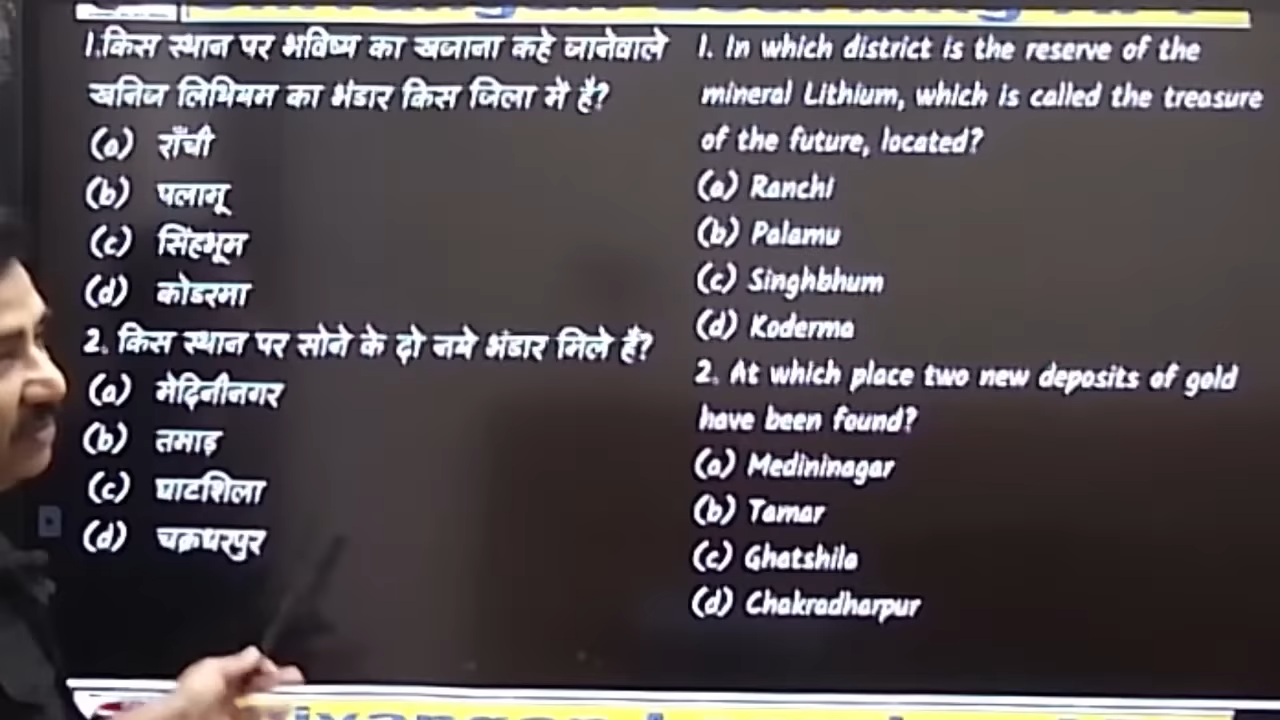 1.किस स्थान पर भविष्य का खजाना कहे जानेवाले
खनिज लिथियम का भंडार किस जिला में है?
(a) राँची
(b) पलामू
(c) सिंहभूम
(d) कोडरमा
2. किस स्थान पर सोने के दो नये भंडार मिले हैं?
(a) मेदिनीनगर
(b) तमाड़
(c) घाटशिला
(d) चक्रधरपुर
1. In which district is the reserve of the
mineral Lithium, which is called the treasure
of the future, located?
(a) Ranchi
(b) Palamu
(c) Singhbhum
(d) Koderma
2. At which place two new deposits of gold
have been found?
(a) Medininagar
(b) Tamar
(c) Ghatshila
(d) Chakradharpur